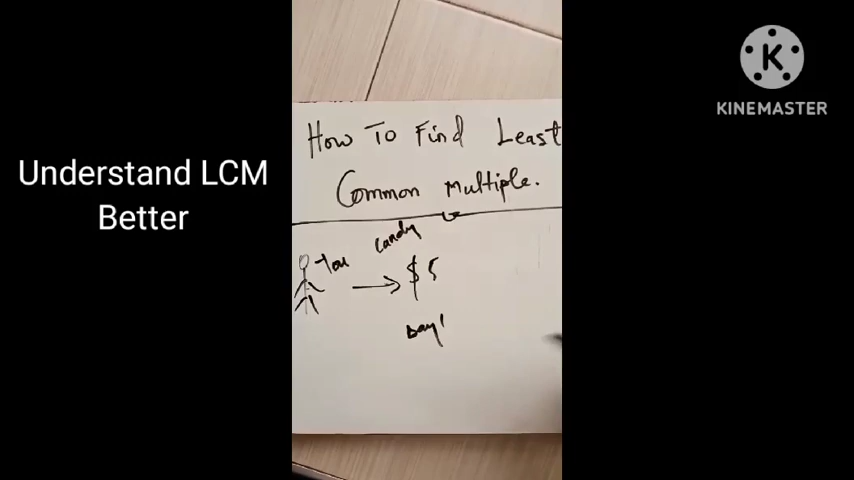 Understand LCM
Better
KINEMASTER
How To Find Least
Common Multiple.
Candy
You
$5
Day1